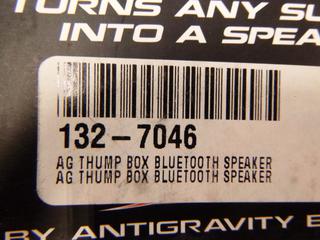 TURNS ANY SU
INTO A SPEA
132-7046
AG THUMP BOX BLUETOOTH SPEAKER
AG THUMP BOX BLUETOOTH SPEAKER
BY ANTIGRAVITY B